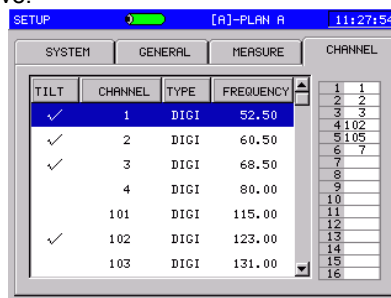 ve.
SETUP [A]-PLAN A 11:27:54
SYSTEM GENERAL MEASURE CHANNEL
TILT CHANNEL TYPE FREQUENCY
✓ 1 DIGI 52.50
✓ 2 DIGI 60.50
✓ 3 DIGI 68.50
4 DIGI 80.00
101 DIGI 115.00
✓ 102 DIGI 123.00
103 DIGI 131.00
1 1
2 2
3 3
4 102
5 105
6 7
7
8
9
10
11
12
13
14
15
16